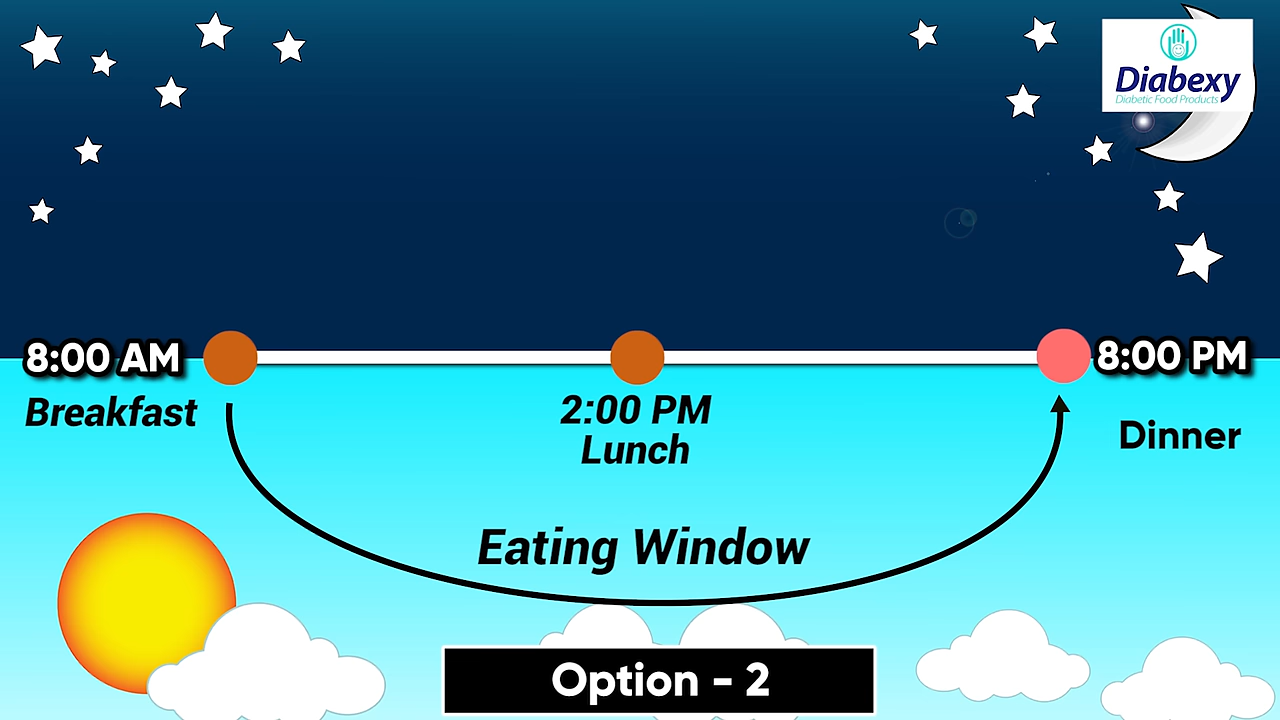 Diabexy
Diabetic Food Products
8:00 AM
8:00 PM
Breakfast
2:00 PM
Lunch
Dinner
Eating Window
Option - 2